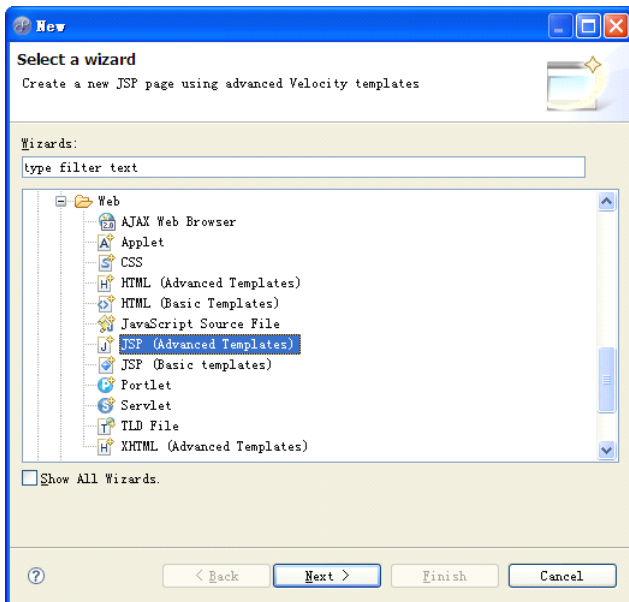 New
Select a wizard
Create a new JSP page using advanced Velocity templates
Wizards:
type filter text
Web
AJAX Web Browser
Applet
CSS
HTML (Advanced Templates)
HTML (Basic Templates)
JavaScript Source File
JSP (Advanced Templates)
JSP (Basic templates)
Portlet
Servlet
TLD File
XHTML (Advanced Templates)
Show All Wizards.
< Back Next > Finish Cancel